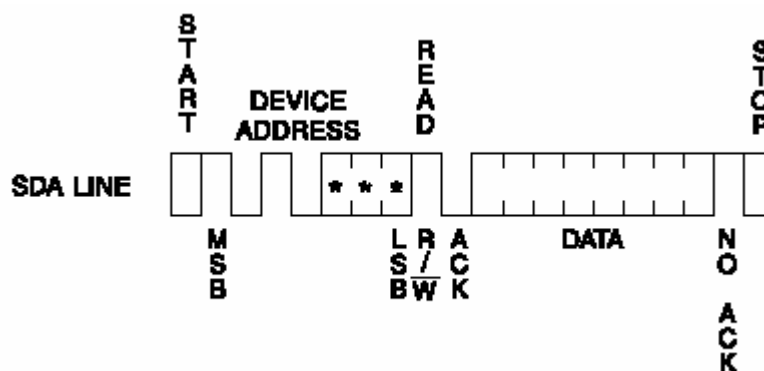 START
READ
STOP
DEVICE
ADDRESS
SDA LINE
* * *
MSB
LSB
R/W
ACK
DATA
NO ACK